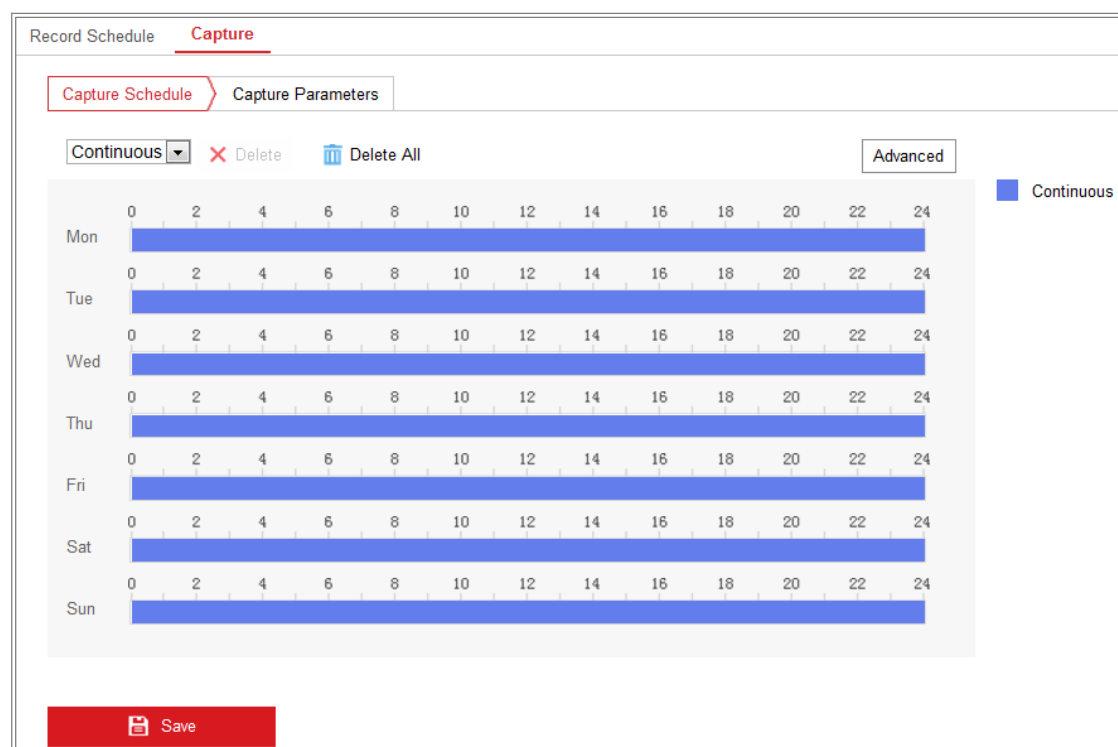 Record Schedule Capture
Capture Schedule Capture Parameters
Continuous Delete Delete All Advanced
Continuous
0 2 4 6 8 10 12 14 16 18 20 22 24
Mon
0 2 4 6 8 10 12 14 16 18 20 22 24
Tue
0 2 4 6 8 10 12 14 16 18 20 22 24
Wed
0 2 4 6 8 10 12 14 16 18 20 22 24
Thu
0 2 4 6 8 10 12 14 16 18 20 22 24
Fri
0 2 4 6 8 10 12 14 16 18 20 22 24
Sat
0 2 4 6 8 10 12 14 16 18 20 22 24
Sun
Save